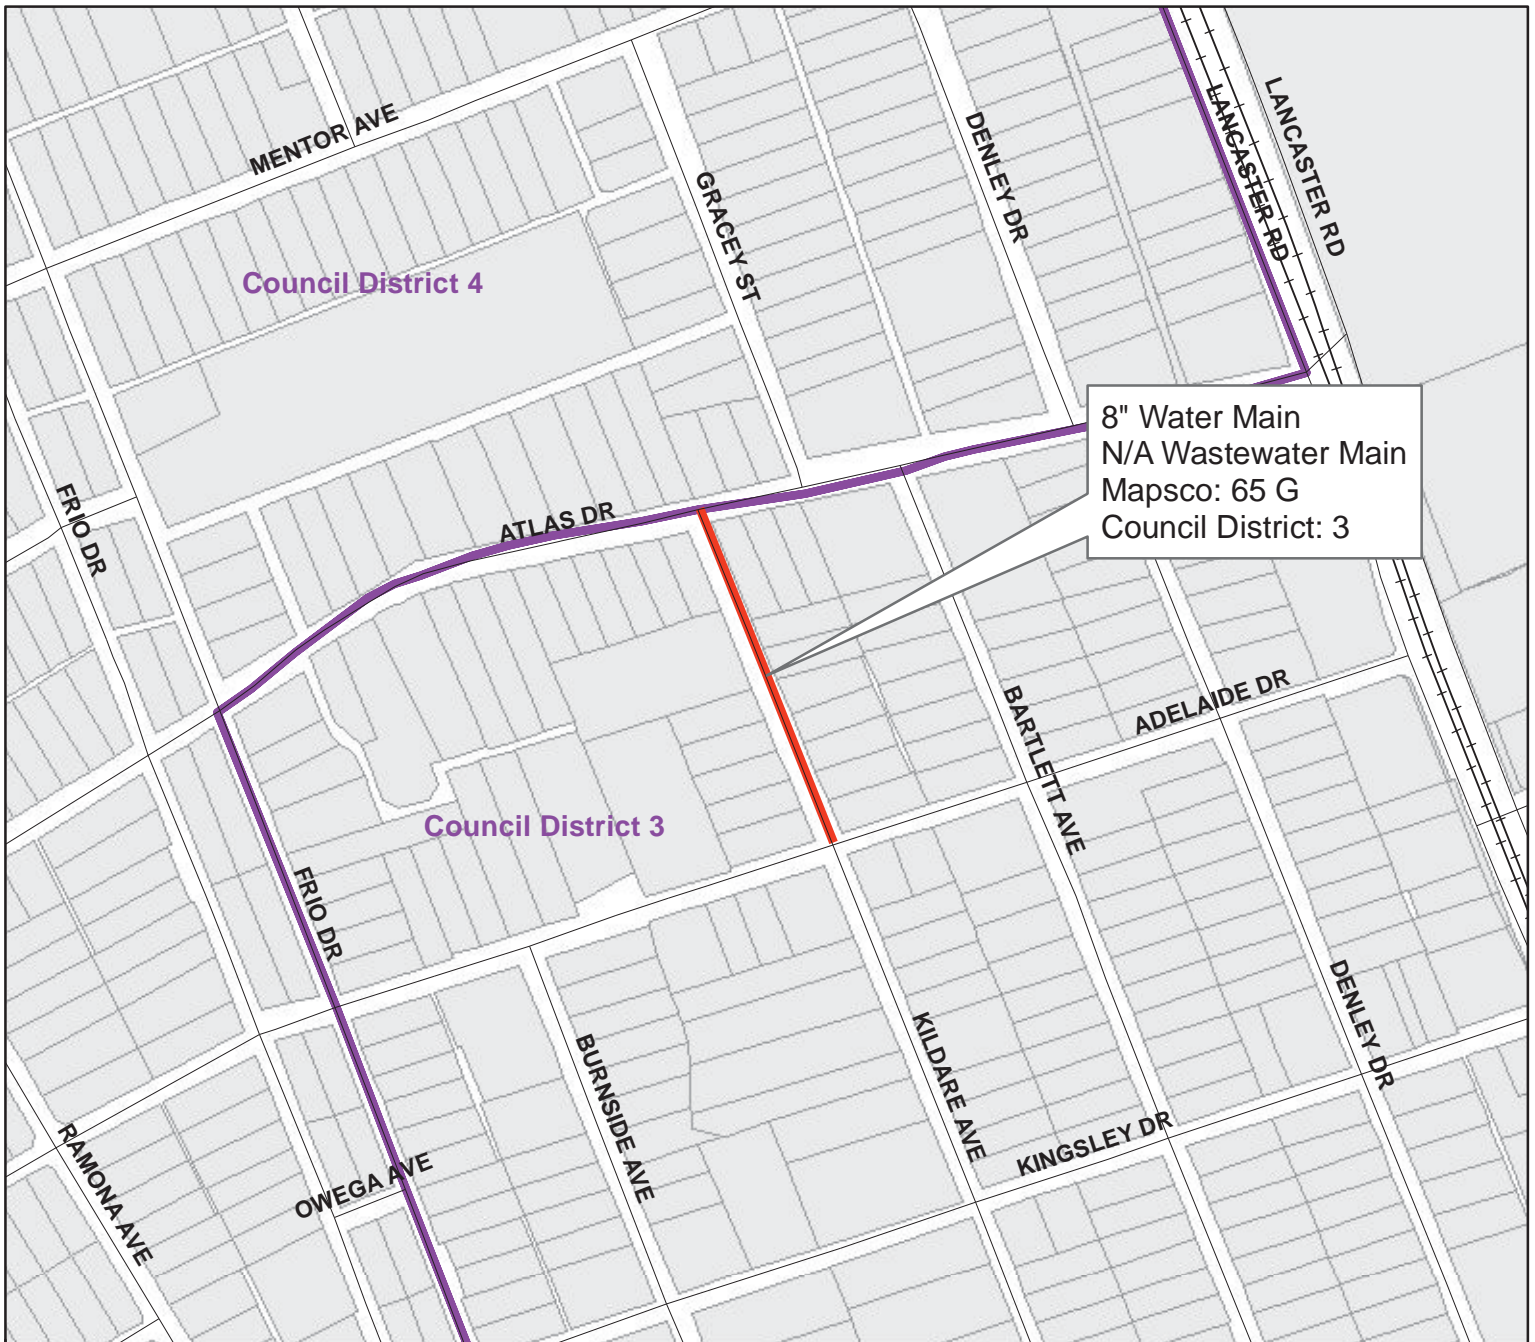 MENTOR AVE
GRACEY ST
DENLEY DR
LANCASTER RD
LANCASTER RD
Council District 4
8" Water Main
N/A Wastewater Main
Mapsco: 65 G
Council District: 3
FRIO DR
ATLAS DR
BARTLETT AVE
ADELAIDE DR
Council District 3
FRIO DR
BURNSIDE AVE
KILDARE AVE
DENLEY DR
KINGSLEY DR
RAMONA AVE
OWEGA AVE